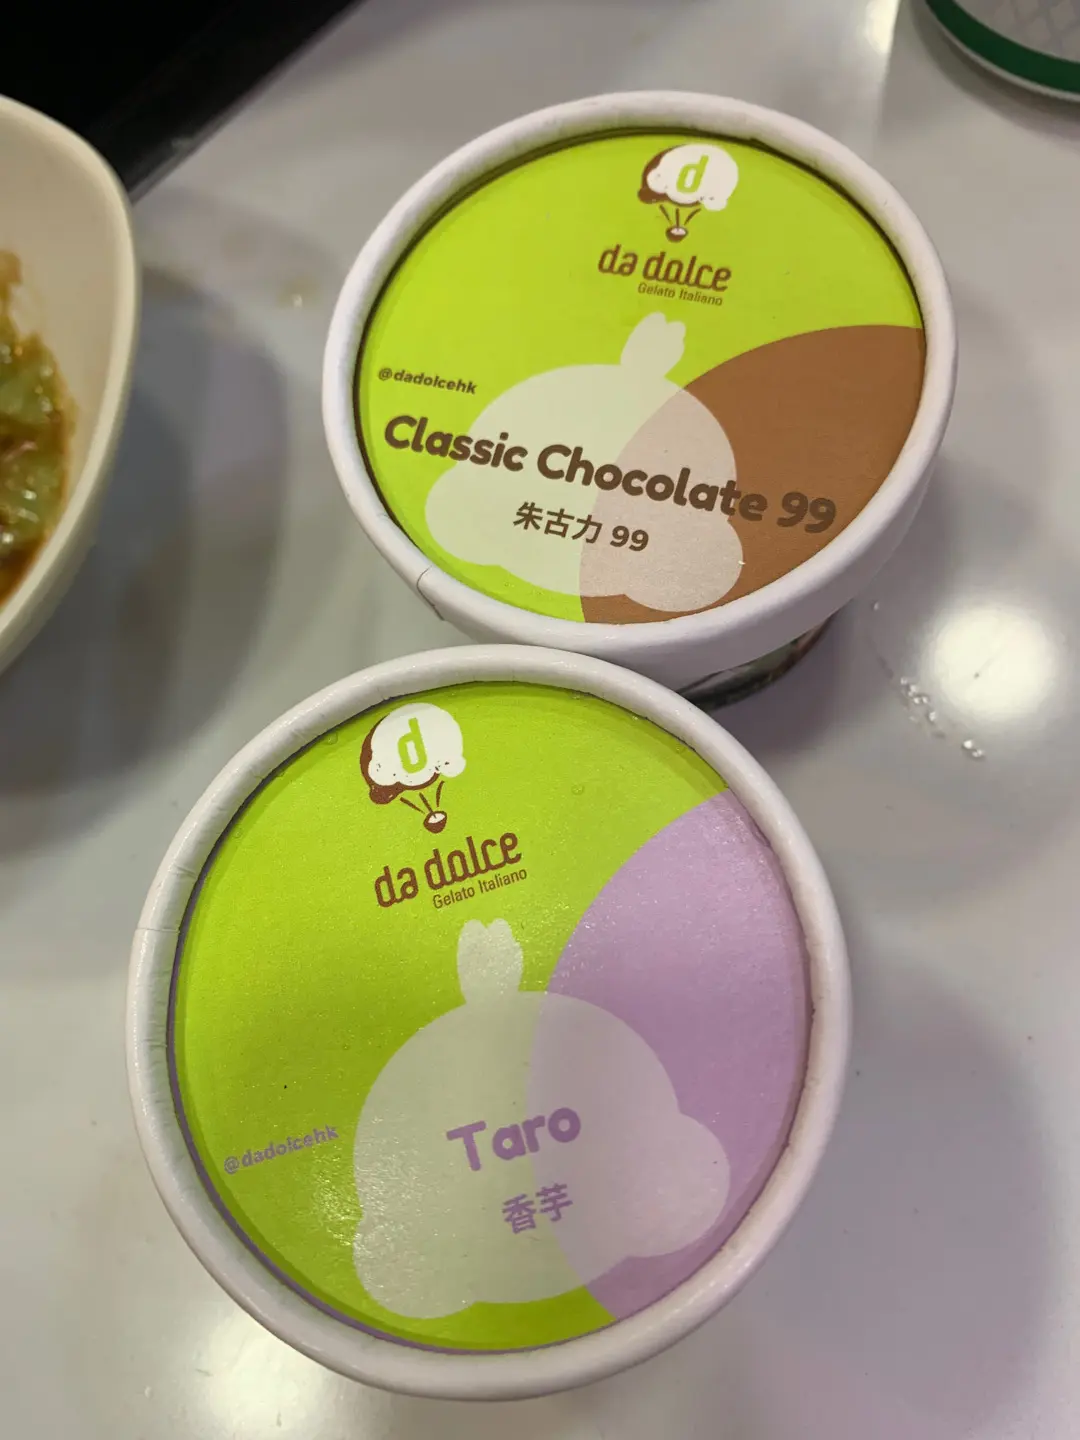 d
da dolce
Gelato Italiano
@dadolcehk
Classic Chocolate 99
朱古力 99
d
da dolce
Gelato Italiano
@dadolcehk
Taro
香芋